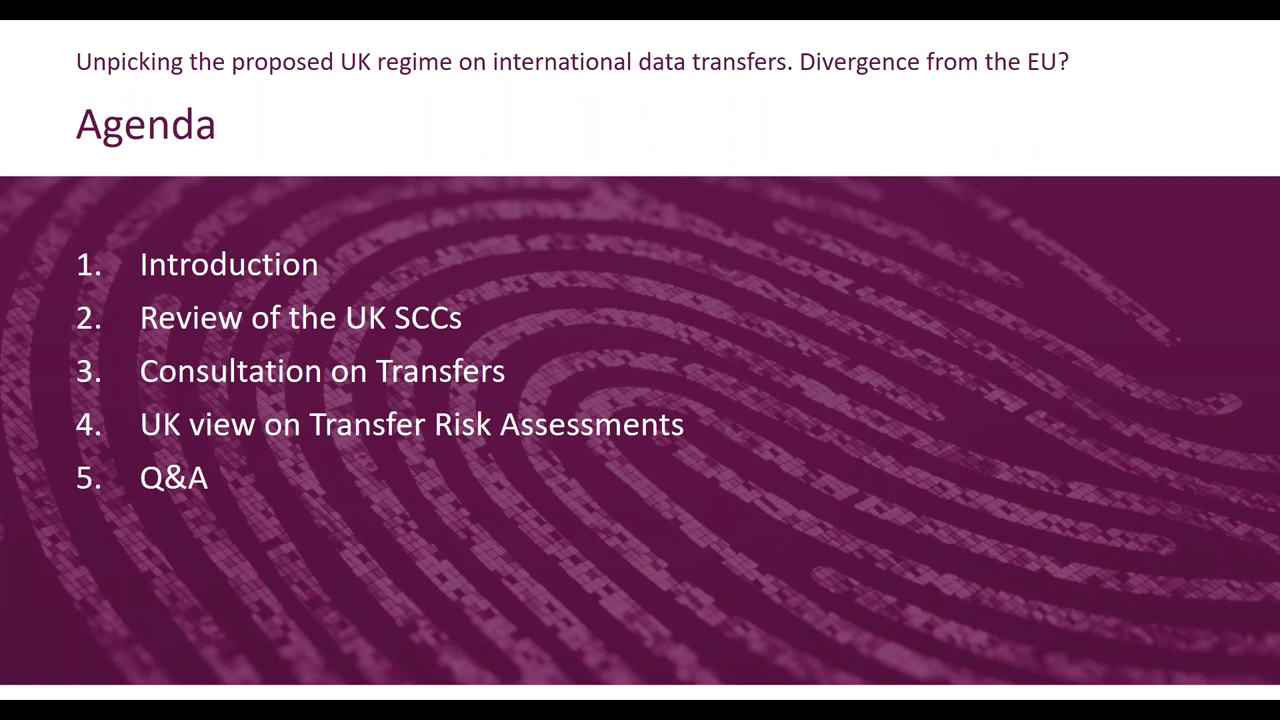 Unpicking the proposed UK regime on international data transfers. Divergence from the EU?
Agenda
1. Introduction
2. Review of the UK SCCs
3. Consultation on Transfers
4. UK view on Transfer Risk Assessments
5. Q&A